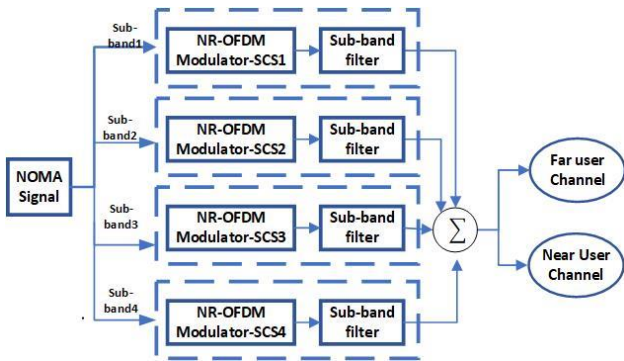 Sub-
band1
NR-OFDM
Modulator-SCS1
Sub-band
filter
Sub-
band2
NR-OFDM
Modulator-SCS2
Sub-band
filter
NOMA
Signal
Far user
Channel
Sub-
band3
NR-OFDM
Modulator-SCS3
Sub-band
filter
∑
Near User
Channel
Sub-
band4
NR-OFDM
Modulator-SCS4
Sub-band
filter